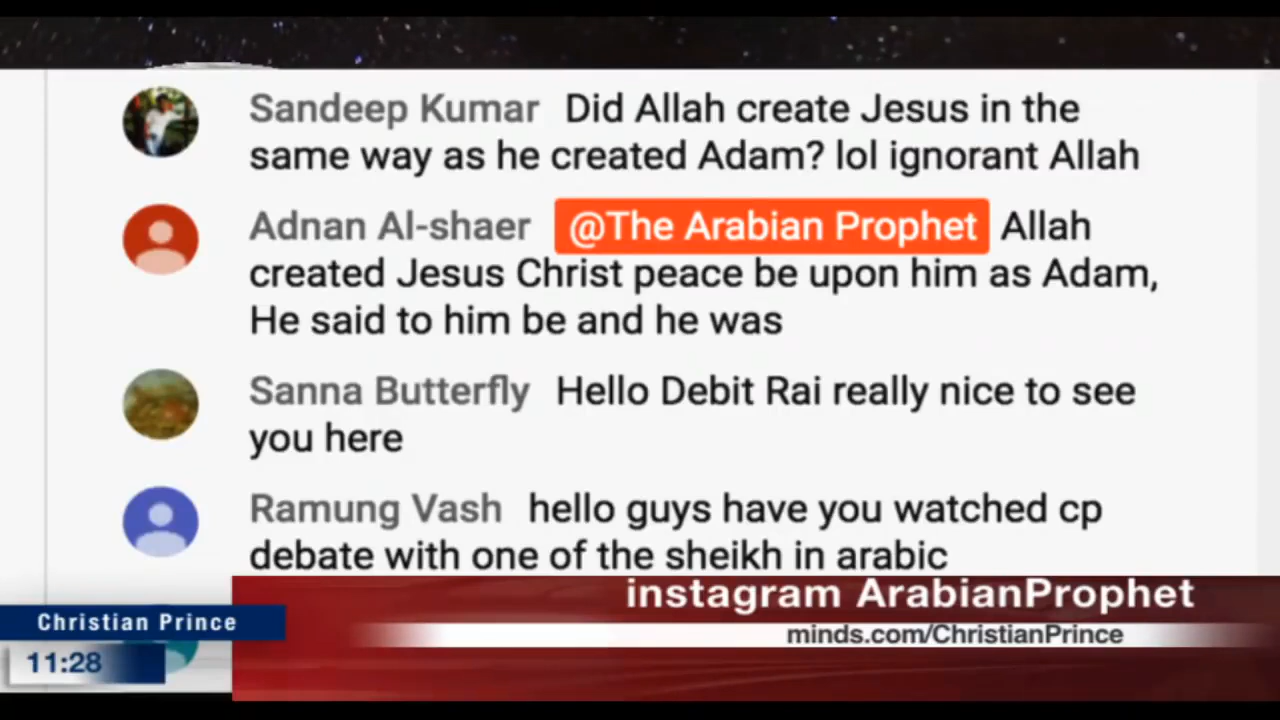 Sandeep Kumar Did Allah create Jesus in the
same way as he created Adam? lol ignorant Allah
Adnan Al-shaer @The Arabian Prophet Allah
created Jesus Christ peace be upon him as Adam,
He said to him be and he was
Sanna Butterfly Hello Debit Rai really nice to see
you here
Ramung Vash hello guys have you watched cp
debate with one of the sheikh in arabic
instagram ArabianProphet
Christian Prince
minds.com/ChristianPrince
11:28